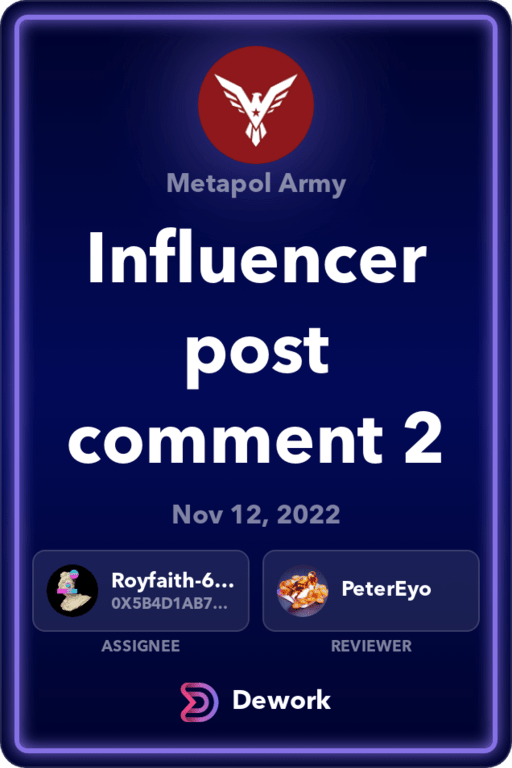 Metapol Army
Influencer
post
comment 2
Nov 12, 2022
Royfaith-6...
0X5B4D1AB7...
PeterEyo
ASSIGNEE
REVIEWER
Dework